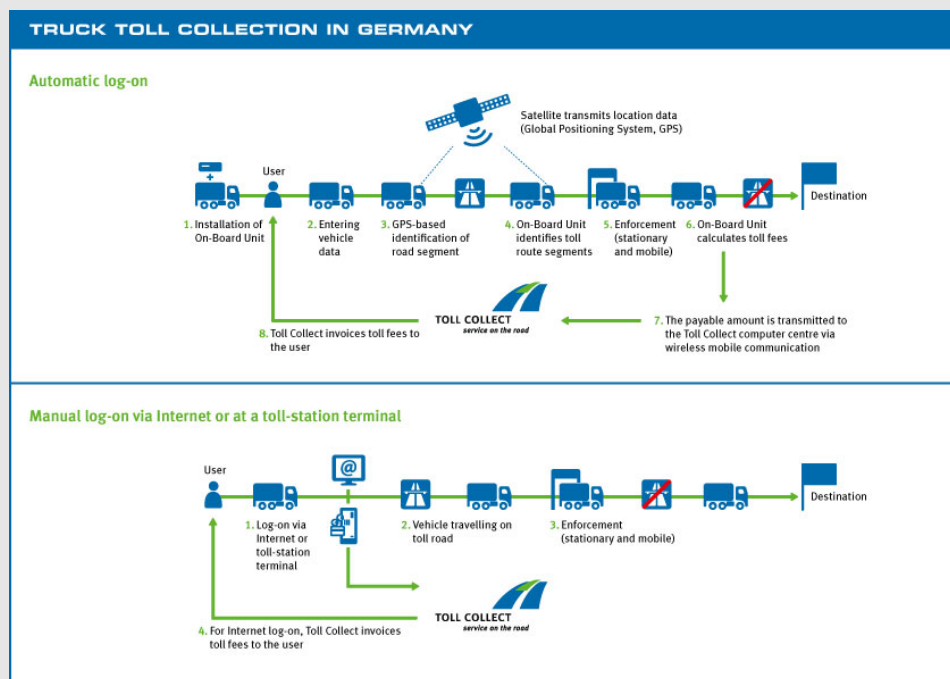 TRUCK TOLL COLLECTION IN GERMANY
Automatic log-on
Satellite transmits location data
(Global Positioning System, GPS)
User
Destination
1. Installation of
On-Board Unit
2. Entering
vehicle
data
3. GPS-based
identification of
road segment
4. On-Board Unit
identifies toll
route segments
5. Enforcement
(stationary
and mobile)
6. On-Board Unit
calculates toll fees
TOLL COLLECT
service on the road
7. The payable amount is transmitted to
the Toll Collect computer centre via
wireless mobile communication
8. Toll Collect invoices toll fees to
the user
Manual log-on via Internet or at a toll-station terminal
User
@
Destination
1. Log-on via
Internet or
toll-station
terminal
2. Vehicle travelling on
toll road
3. Enforcement
(stationary and mobile)
TOLL COLLECT
service on the road
4. For Internet log-on, Toll Collect invoices
toll fees to the user